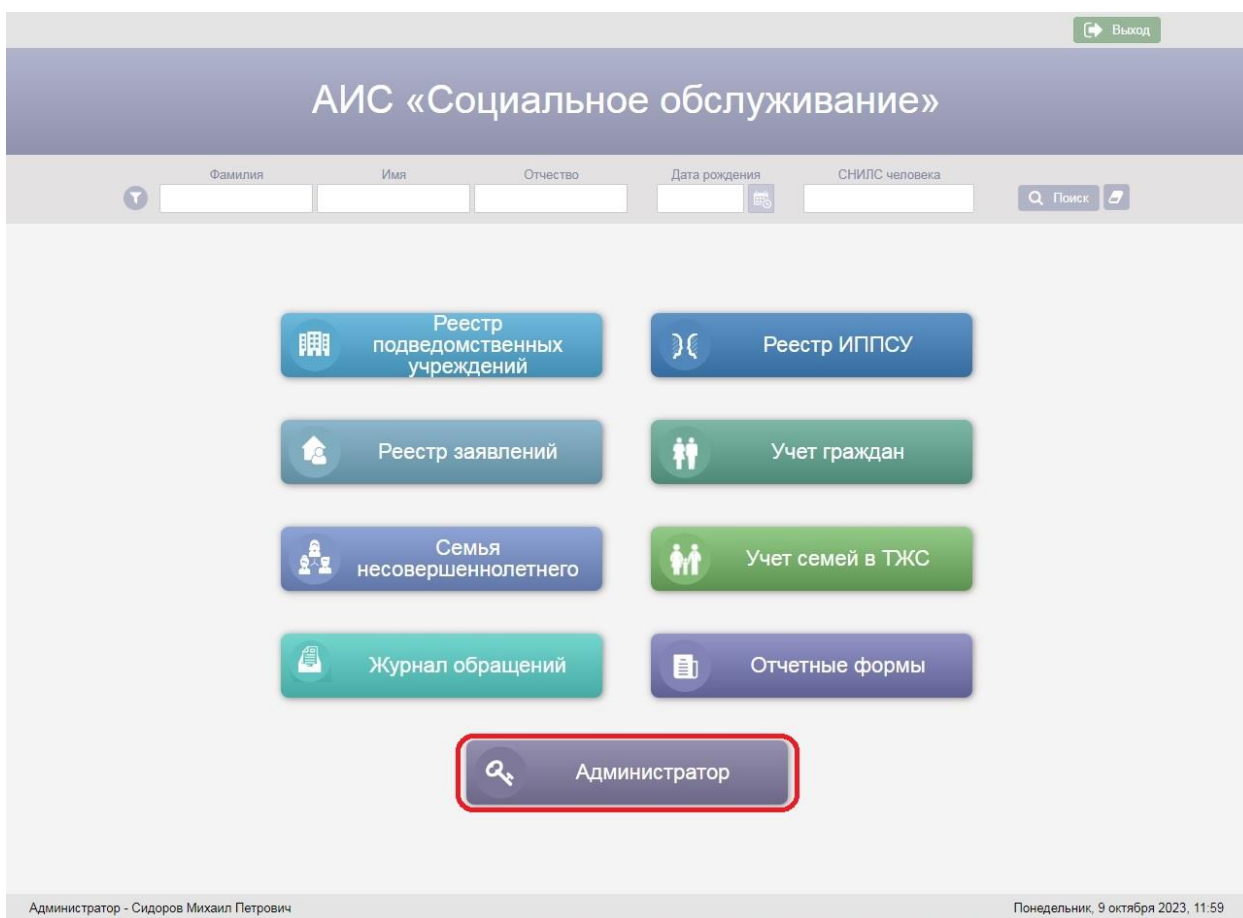 Выход
АИС «Социальное обслуживание»
Фамилия Имя Отчество Дата рождения СНИЛС человека
Поиск
Реестр
подведомственных
учреждений
Реестр ИППСУ
Реестр заявлений
Учет граждан
Семья
несовершеннолетнего
Учет семей в ТЖС
Журнал обращений
Отчетные формы
Администратор
Администратор - Сидоров Михаил Петрович
Понедельник, 9 октября 2023, 11:59